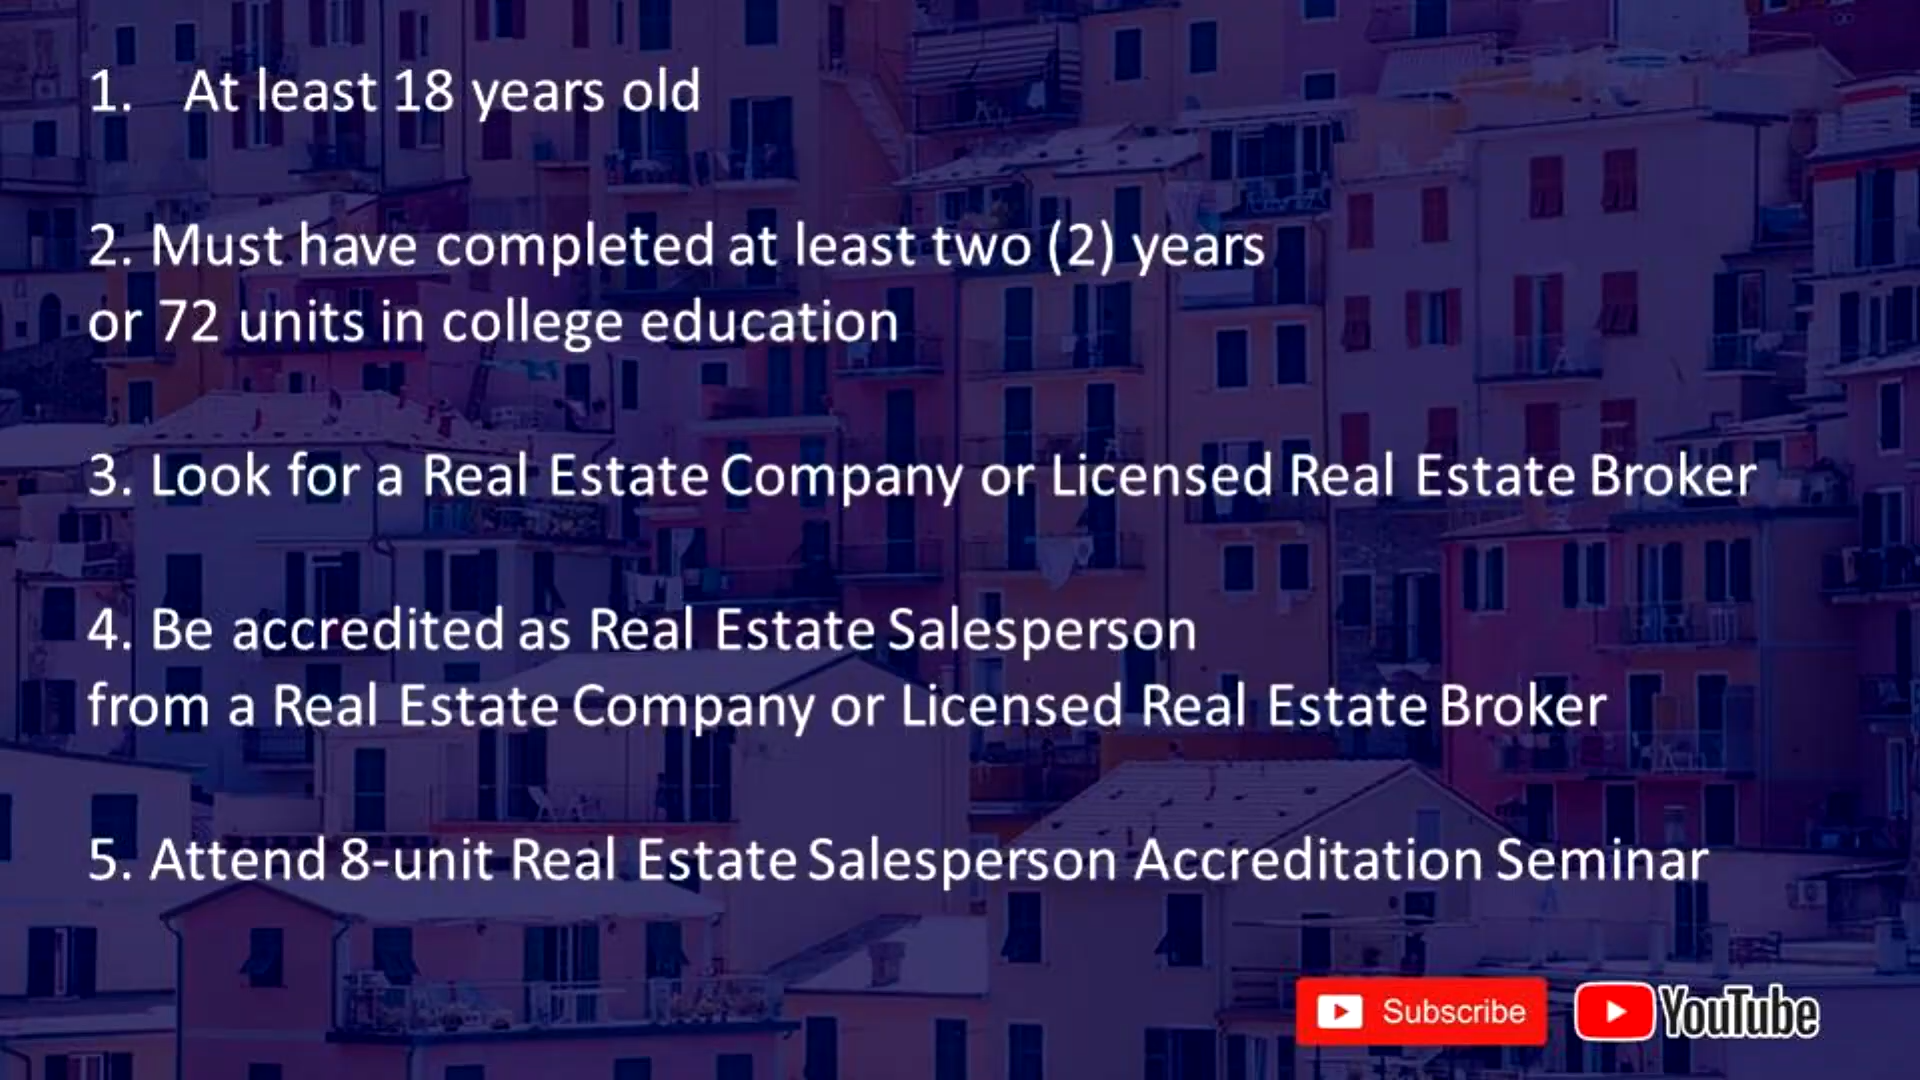 1. At least 18 years old
2. Must have completed at least two (2) years
or 72 units in college education
3. Look for a Real Estate Company or Licensed Real Estate Broker
4. Be accredited as Real Estate Salesperson
from a Real Estate Company or Licensed Real Estate Broker
5. Attend 8-unit Real Estate Salesperson Accreditation Seminar
Subscribe YouTube